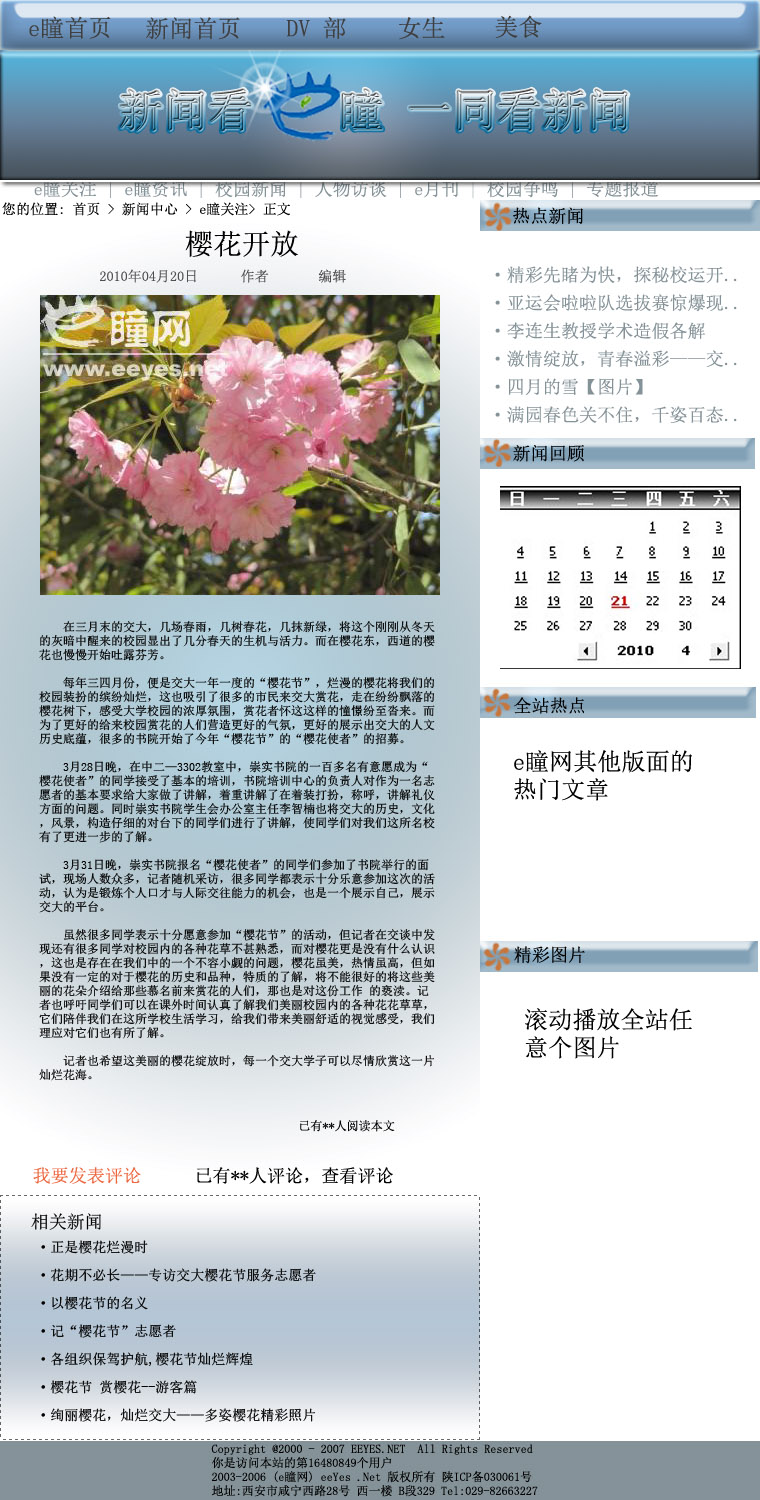 e瞳首页 新闻首页 DV 部 女生 美食
新闻看e瞳 一同看新闻
e瞳关注 | e瞳资讯 | 校园新闻 | 人物访谈 | e月刊 | 校园争鸣 | 专题报道
您的位置: 首页 > 新闻中心 > e瞳关注> 正文
樱花开放
2010年04月20日 作者 编辑
e瞳网
www.eeyes.net
在三月末的交大，几场春雨，几树春花，几抹新绿，将这个刚刚从冬天
的灰暗中醒来的校园显出了几分春天的生机与活力。而在樱花东，西道的樱
花也慢慢开始吐露芬芳。
每年三四月份，便是交大一年一度的“樱花节”，烂漫的樱花将我们的
校园装扮的缤纷灿烂，这也吸引了很多的市民来交大赏花，走在纷纷飘落的
樱花树下，感受大学校园的浓厚氛围，赏花者怀这这样的憧憬纷至沓来。而
为了更好的给来校园赏花的人们营造更好的气氛，更好的展示出交大的人文
历史底蕴，很多的书院开始了今年“樱花节”的“樱花使者”的招募。
3月28日晚，在中二—3302教室中，崇实书院的一百多名有意愿成为“
樱花使者”的同学接受了基本的培训，书院培训中心的负责人对作为一名志
愿者的基本要求给大家做了讲解，着重讲解了在着装打扮，称呼，讲解礼仪
方面的问题。同时崇实书院学生会办公室主任李智楠也将交大的历史，文化
，风景，构造仔细的对台下的同学们进行了讲解，使同学们对我们这所名校
有了更进一步的了解。
3月31日晚，崇实书院报名“樱花使者”的同学们参加了书院举行的面
试，现场人数众多，记者随机采访，很多同学都表示十分乐意参加这次的活
动，认为是锻炼个人口才与人际交往能力的机会，也是一个展示自己，展示
交大的平台。
虽然很多同学表示十分愿意参加“樱花节”的活动，但记者在交谈中发
现还有很多同学对校园内的各种花草不甚熟悉，而对樱花更是没有什么认识
，这也是存在在我们中的一个不容小觑的问题，樱花虽美，热情虽高，但如
果没有一定的对于樱花的历史和品种，特质的了解，将不能很好的将这些美
丽的花朵介绍给那些慕名前来赏花的人们，那也是对这份工作 的亵渎。记
者也呼吁同学们可以在课外时间认真了解我们美丽校园内的各种花花草草，
它们陪伴我们在这所学校生活学习，给我们带来美丽舒适的视觉感受，我们
理应对它们也有所了解。
记者也希望这美丽的樱花绽放时，每一个交大学子可以尽情欣赏这一片
灿烂花海。
已有**人阅读本文
我要发表评论 已有**人评论，查看评论
相关新闻
·正是樱花烂漫时
·花期不必长——专访交大樱花节服务志愿者
·以樱花节的名义
·记“樱花节”志愿者
·各组织保驾护航,樱花节灿烂辉煌
·樱花节 赏樱花--游客篇
·绚丽樱花，灿烂交大——多姿樱花精彩照片
热点新闻
·精彩先睹为快，探秘校运开..
·亚运会啦啦队选拔赛惊爆现..
·李连生教授学术造假各解
·激情绽放，青春溢彩——交..
·四月的雪【图片】
·满园春色关不住，千姿百态..
新闻回顾
日 一 二 三 四 五 六
1 2 3
4 5 6 7 8 9 10
11 12 13 14 15 16 17
18 19 20 21 22 23 24
25 26 27 28 29 30
2010 4
全站热点
e瞳网其他版面的
热门文章
精彩图片
滚动播放全站任
意个图片
Copyright @2000 - 2007 EEYES.NET All Rights Reserved
你是访问本站的第16480849个用户
2003-2006 (e瞳网) eeYes .Net 版权所有 陕ICP备030061号
地址:西安市咸宁西路28号 西一楼 B段329 Tel:029-82663227